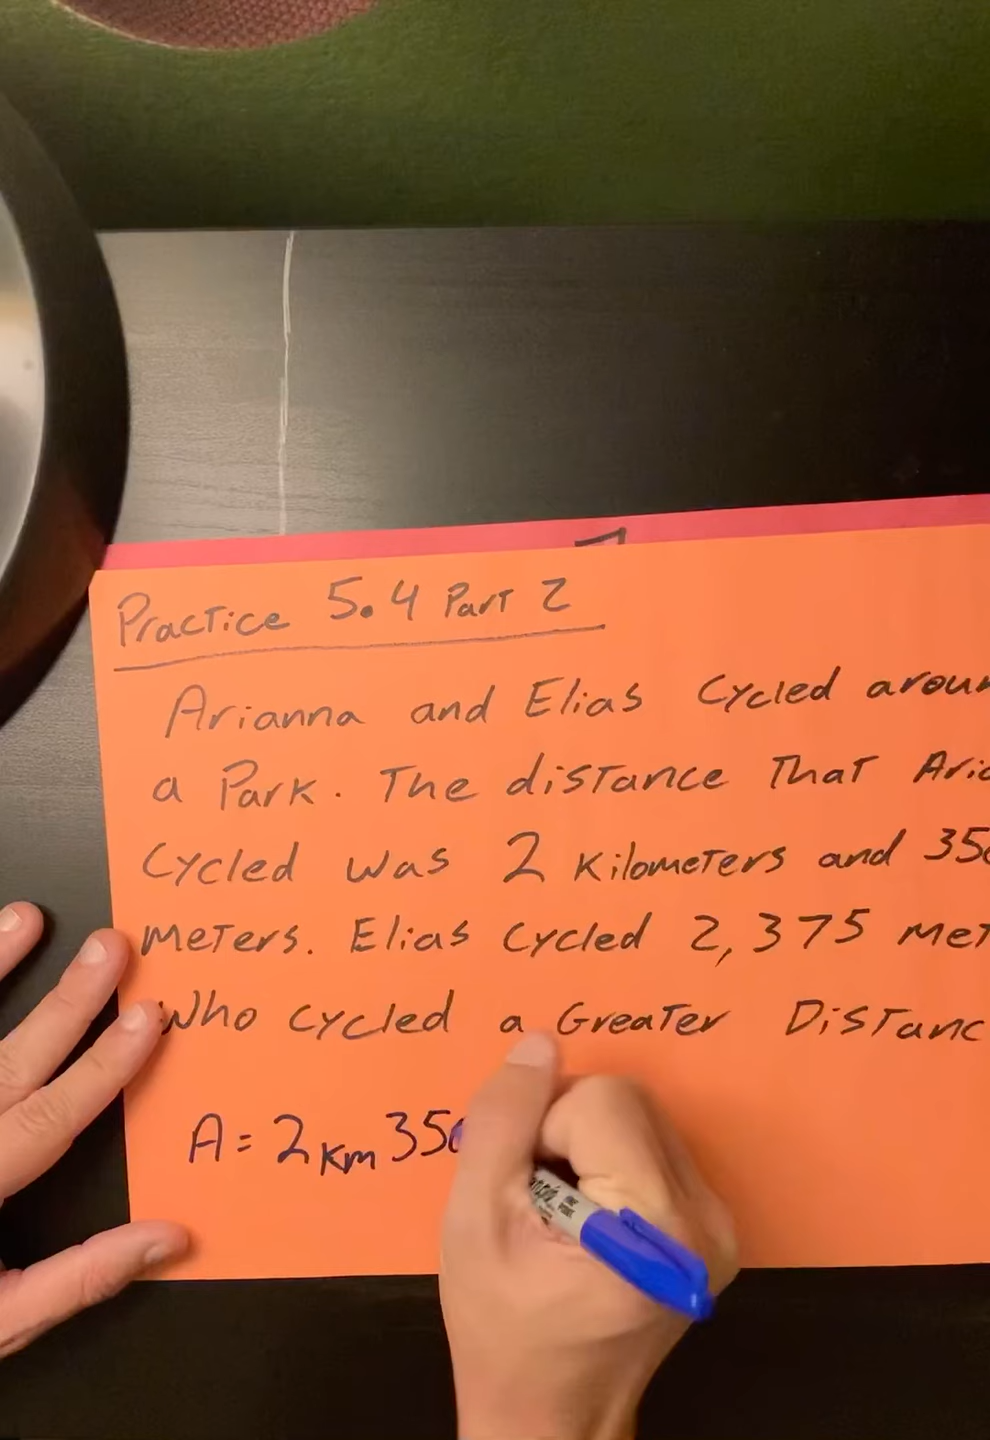 Practice 5.4 Part 2
Arianna and Elias Cycled
a Park. The distance That
Cycled was 2 Kilometers and
meters. Elias cycled 2,375
Who cycled a Greater
A = 2 Km